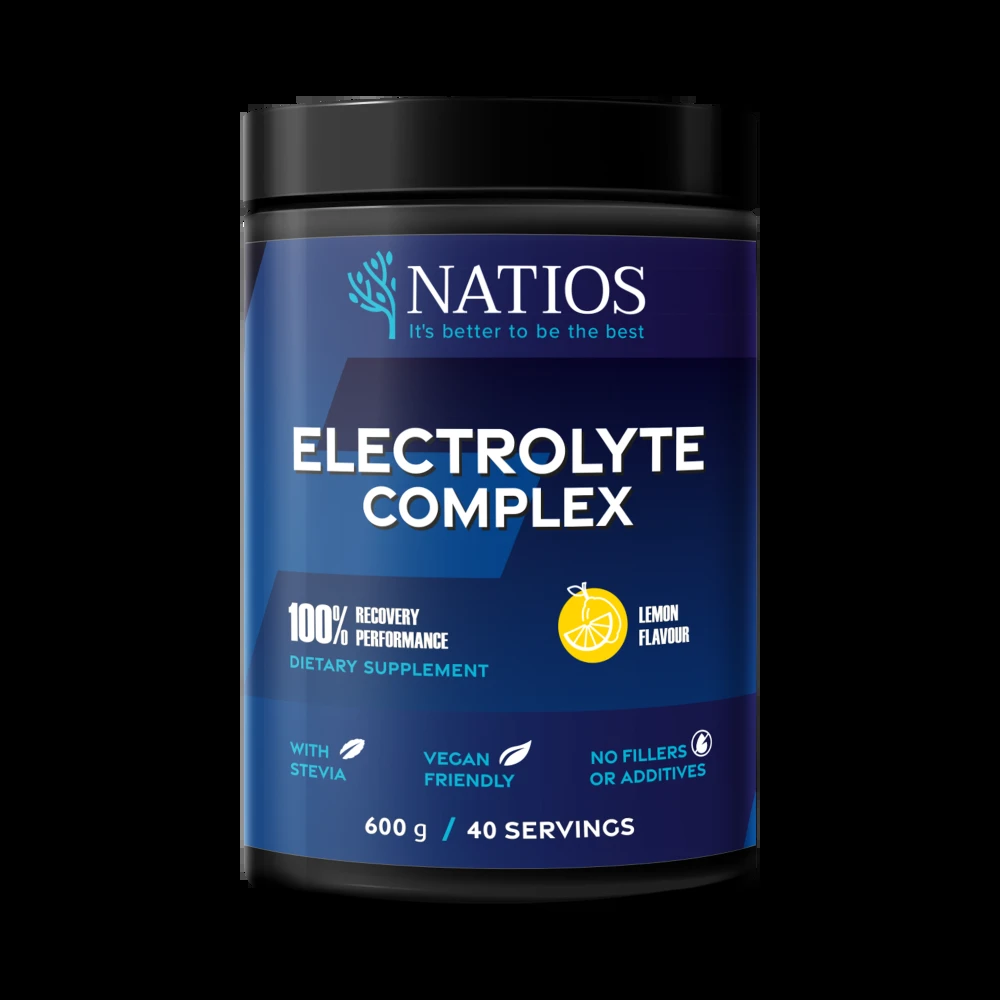 NATIOS
It's better to be the best
ELECTROLYTE
COMPLEX
100% RECOVERY
PERFORMANCE
DIETARY SUPPLEMENT
LEMON
FLAVOUR
WITH
STEVIA
VEGAN
FRIENDLY
NO FILLERS
OR ADDITIVES
600 g / 40 SERVINGS